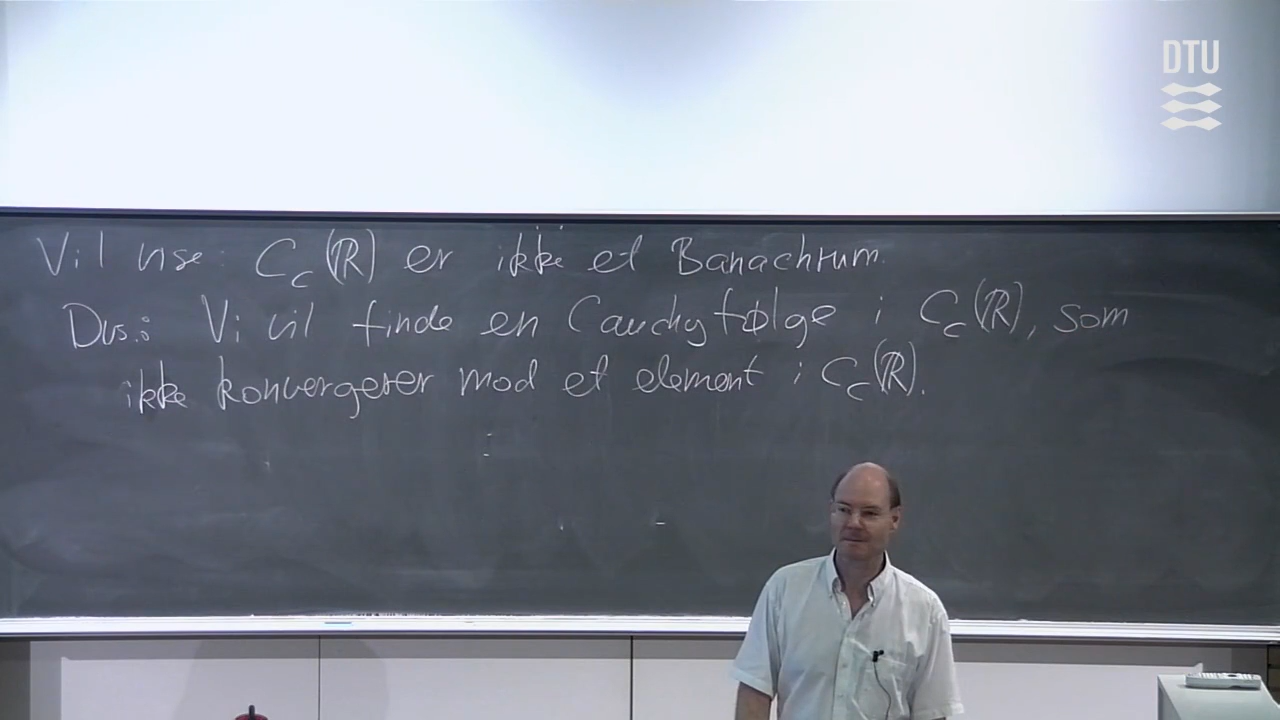 DTU
Vil vise: C_c(ℝ) er ikke et Banachrum.
Dvs.: Vi vil finde en Cauchyfølge i C_c(ℝ), som
ikke konvergerer mod et element i C_c(ℝ).